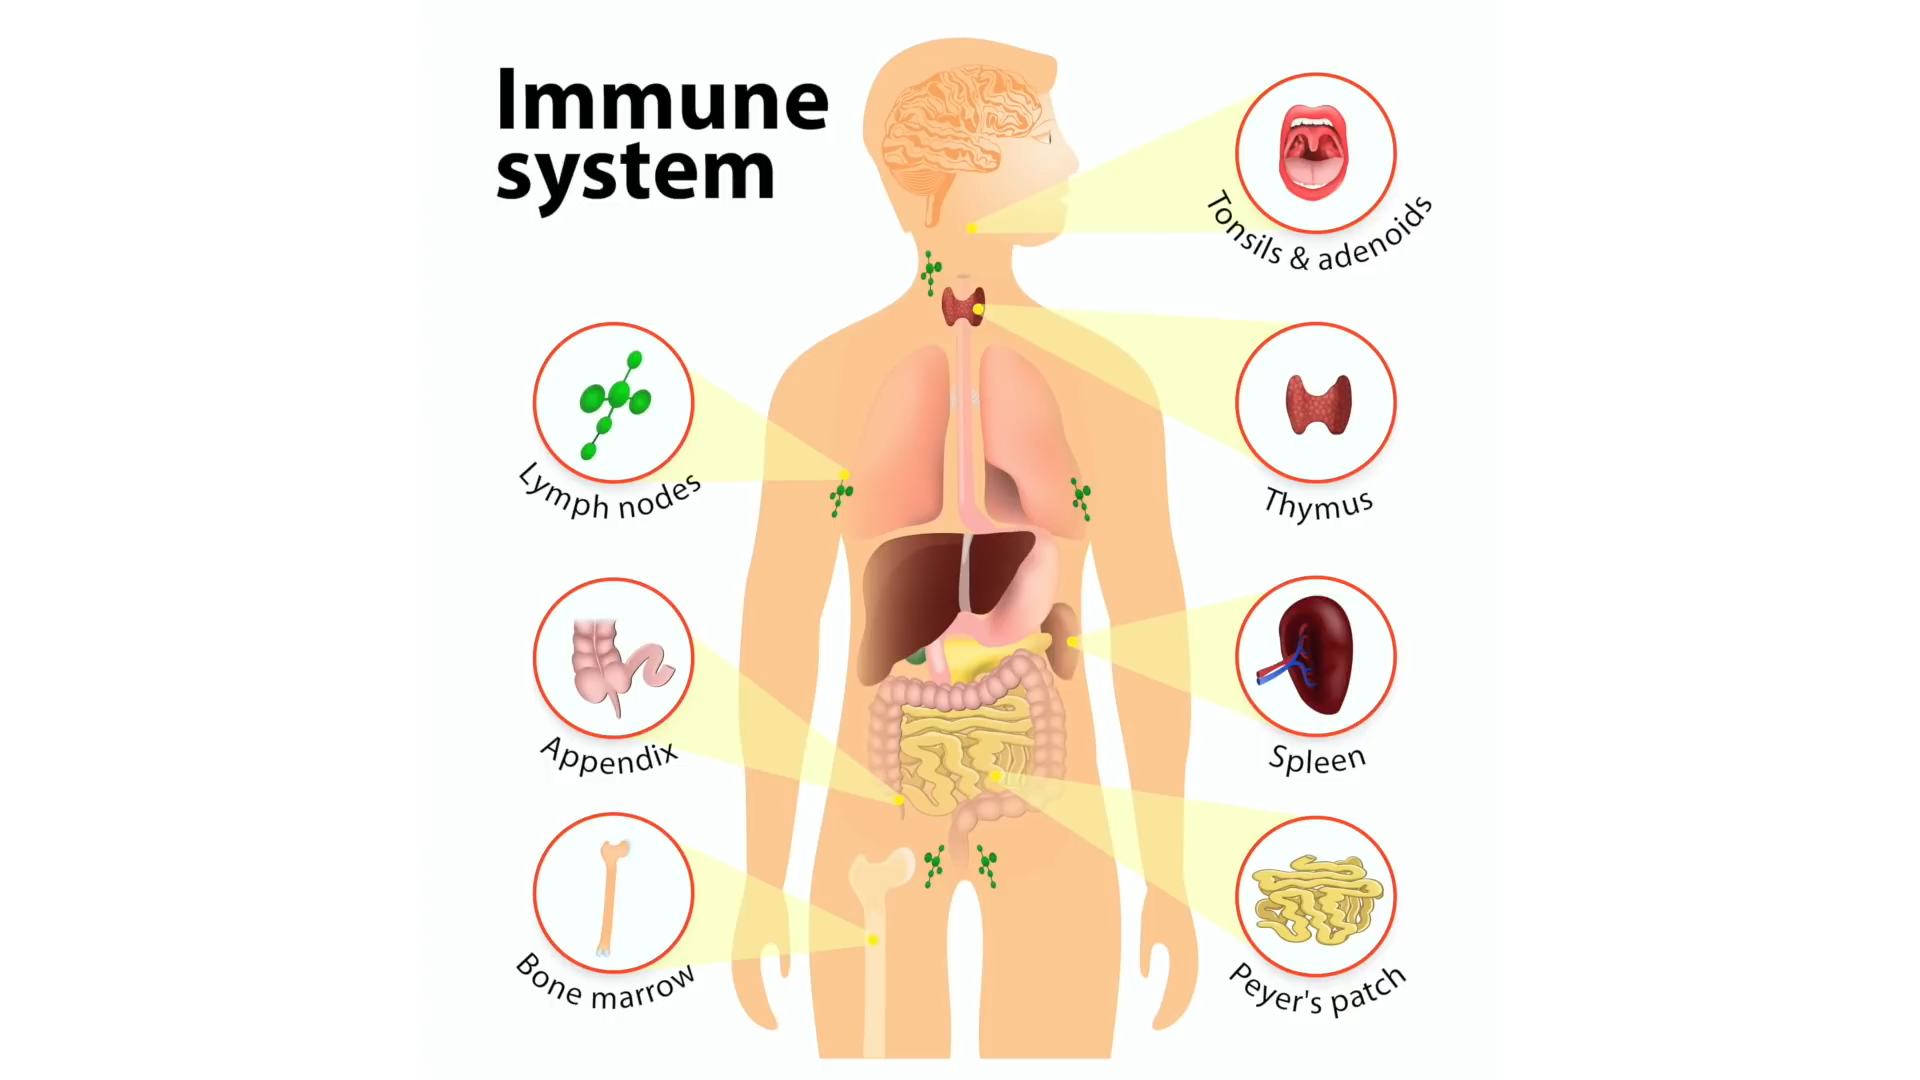 Immune
system
Tonsils & adenoids
Lymph nodes
Thymus
Appendix
Spleen
Bone marrow
Peyer's patch